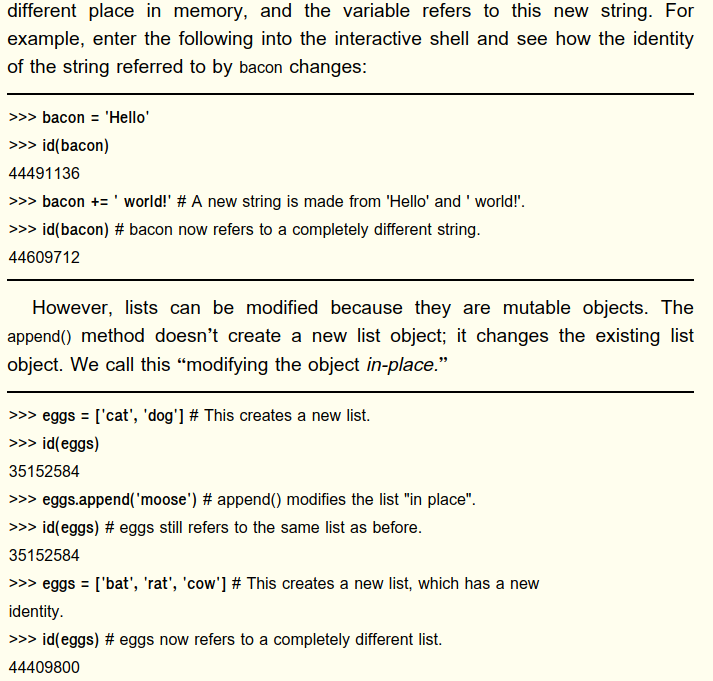 different place in memory, and the variable refers to this new string. For
example, enter the following into the interactive shell and see how the identity
of the string referred to by bacon changes:
>>> bacon = 'Hello'
>>> id(bacon)
44491136
>>> bacon += ' world!' # A new string is made from 'Hello' and ' world!'.
>>> id(bacon) # bacon now refers to a completely different string.
44609712
However, lists can be modified because they are mutable objects. The
append() method doesn’t create a new list object; it changes the existing list
object. We call this “modifying the object in-place.”
>>> eggs = ['cat', 'dog'] # This creates a new list.
>>> id(eggs)
35152584
>>> eggs.append('moose') # append() modifies the list "in place".
>>> id(eggs) # eggs still refers to the same list as before.
35152584
>>> eggs = ['bat', 'rat', 'cow'] # This creates a new list, which has a new
identity.
>>> id(eggs) # eggs now refers to a completely different list.
44409800